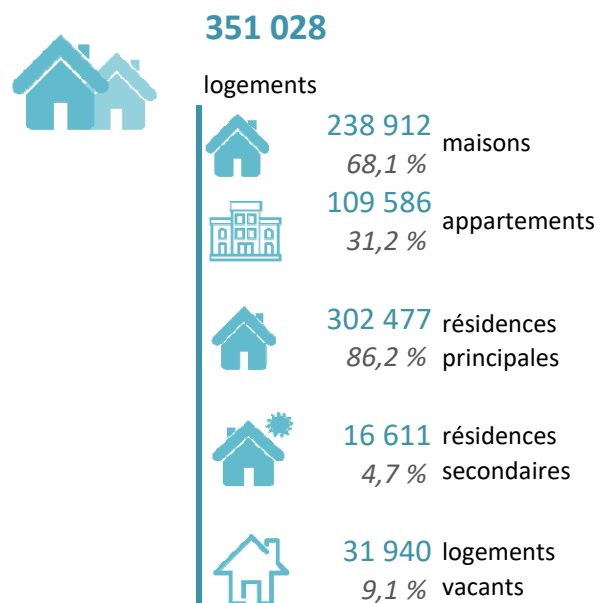 351 028
logements
238 912 maisons
68,1 %
109 586 appartements
31,2 %
302 477 résidences
86,2 % principales
16 611 résidences
4,7 % secondaires
31 940 logements
9,1 % vacants